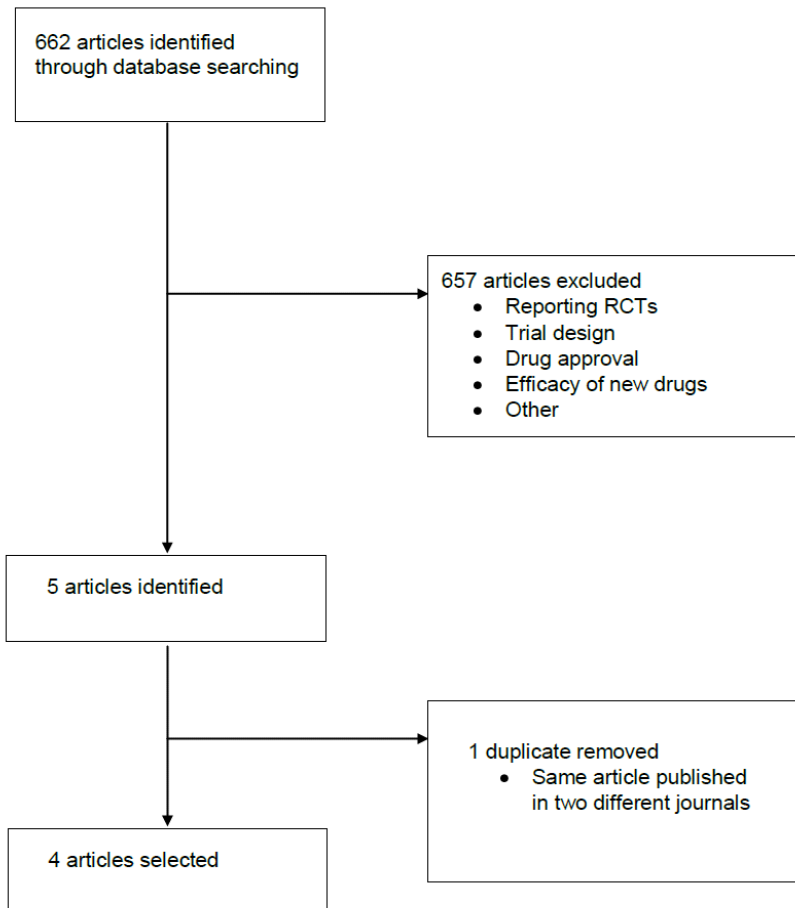 662 articles identified
through database searching
657 articles excluded
• Reporting RCTs
• Trial design
• Drug approval
• Efficacy of new drugs
• Other
5 articles identified
1 duplicate removed
• Same article published
in two different journals
4 articles selected